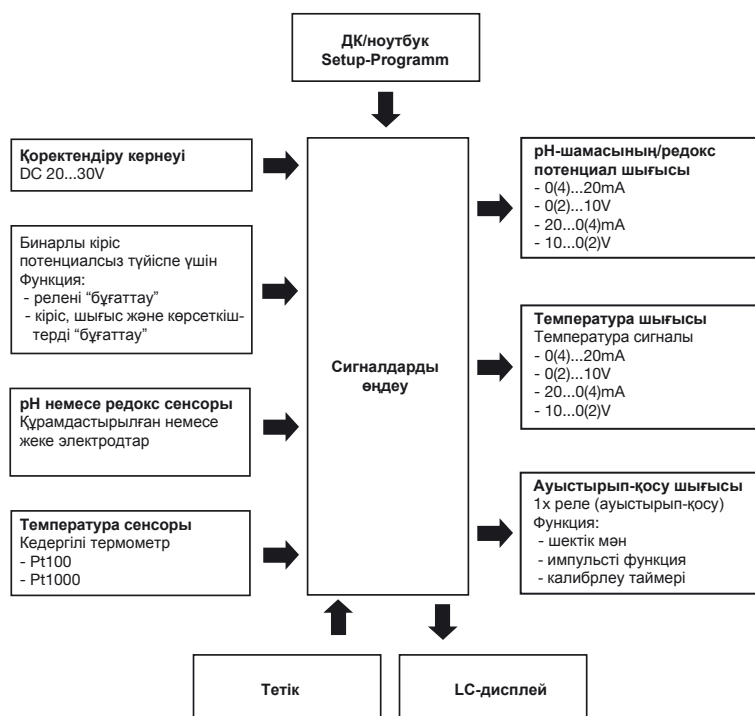 ДК/ноутбук
Setup-Programm
Қоректендіру кернеуі
DC 20...30V
Бинарлы кіріс
потенциалсыз түйіспе үшін
Функция:
- релені “бұғаттау”
- кіріс, шығыс және көрсеткіш-
терді “бұғаттау”
pH немесе редокс сенсоры
Құрамдастырылған немесе
жеке электродтар
Температура сенсоры
Кедергілі термометр
- Pt100
- Pt1000
Сигналдарды
өңдеу
pH-шамасының/редокс
потенциал шығысы
- 0(4)...20mA
- 0(2)...10V
- 20...0(4)mA
- 10...0(2)V
Температура шығысы
Температура сигналы
- 0(4)...20mA
- 0(2)...10V
- 20...0(4)mA
- 10...0(2)V
Ауыстырып-қосу шығысы
1x реле (ауыстырып-қосу)
Функция:
- шектік мән
- импульсті функция
- калибрлеу таймері
Тетік
LC-дисплей